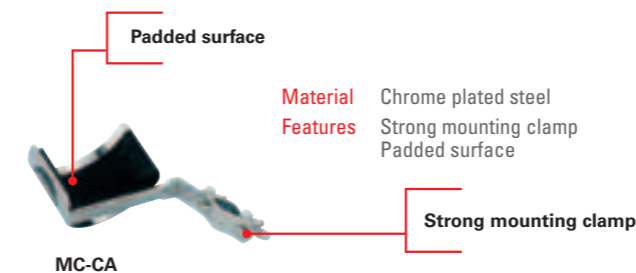 Padded surface
Material Chrome plated steel
Features Strong mounting clamp
Padded surface
Strong mounting clamp
MC-CA